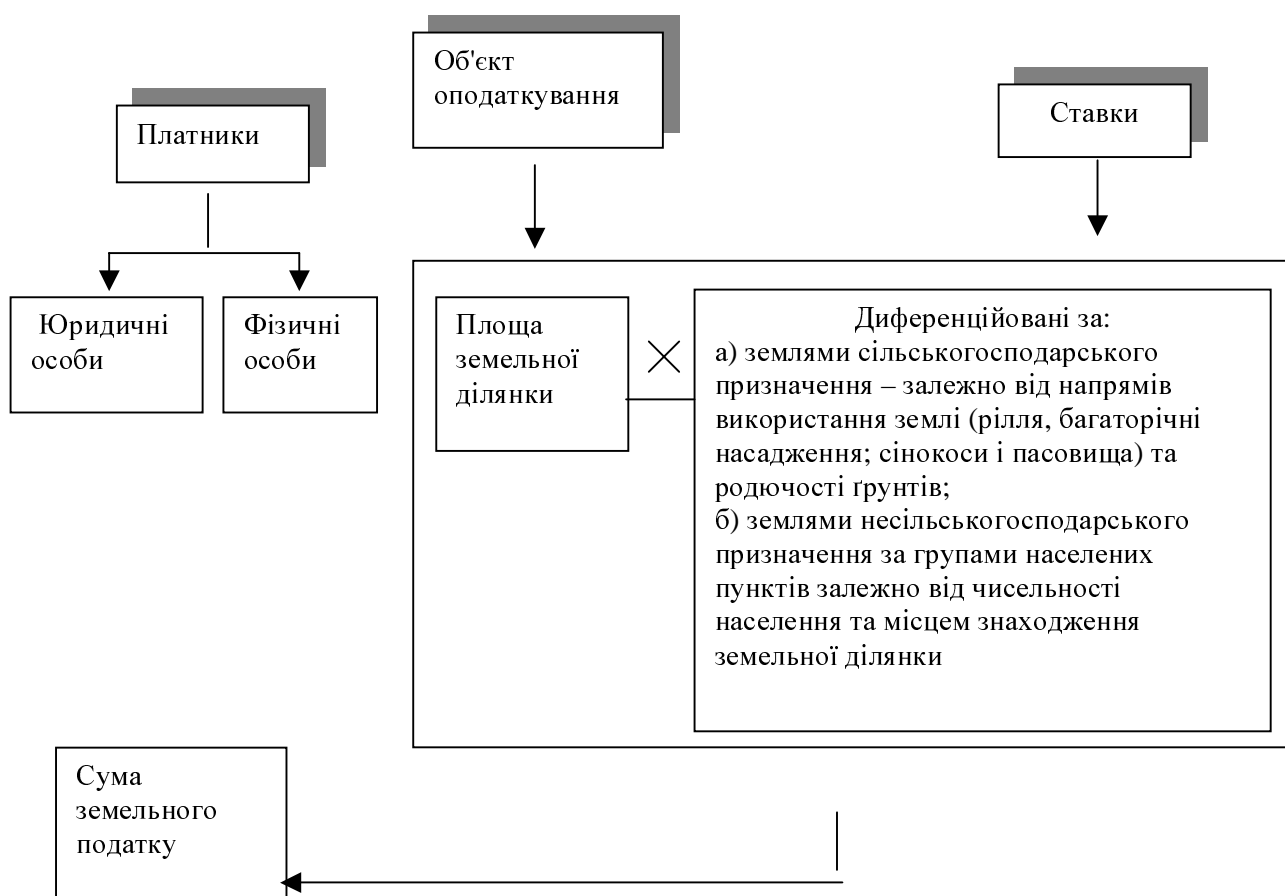 Об'єкт
оподаткування
Платники
Ставки
Юридичні
особи
Фізичні
особи
Площа
земельної
ділянки
Диференційовані за:
а) землями сільськогосподарського
призначення – залежно від напрямів
використання землі (рілля, багаторічні
насадження; сінокоси і пасовища) та
родючості ґрунтів;
б) землями несільськогосподарського
призначення за групами населених
пунктів залежно від чисельності
населення та місцем знаходження
земельної ділянки
Сума
земельного
податку